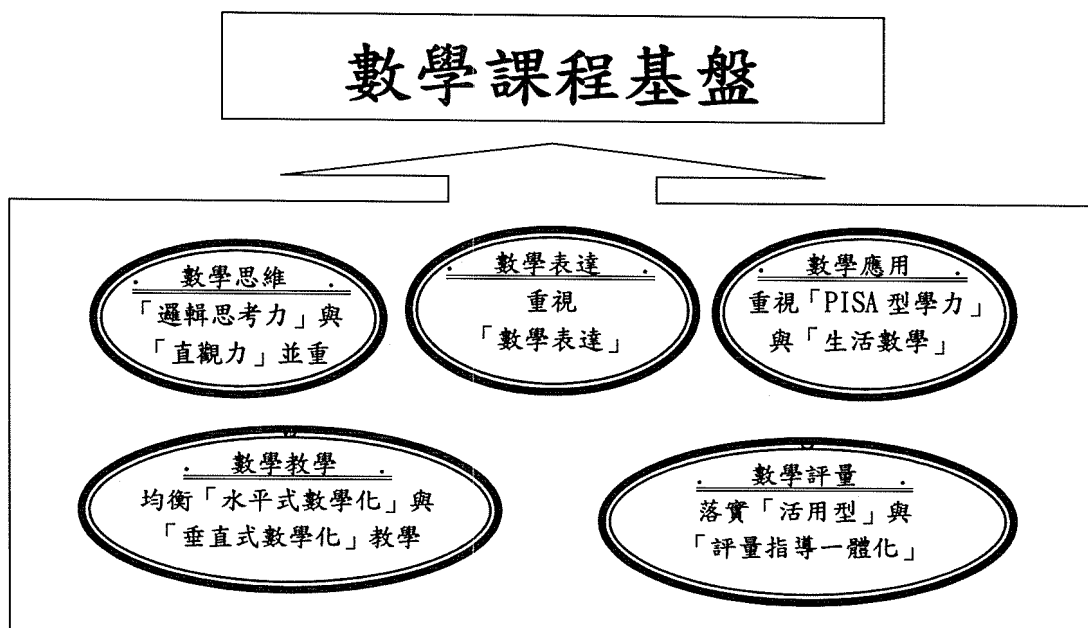 數學課程基盤
數學思維
「邏輯思考力」與
「直觀力」並重
數學表達
重視
「數學表達」
數學應用
重視「PISA 型學力」
與「生活數學」
數學教學
均衡「水平式數學化」與
「垂直式數學化」教學
數學評量
落實「活用型」與
「評量指導一體化」